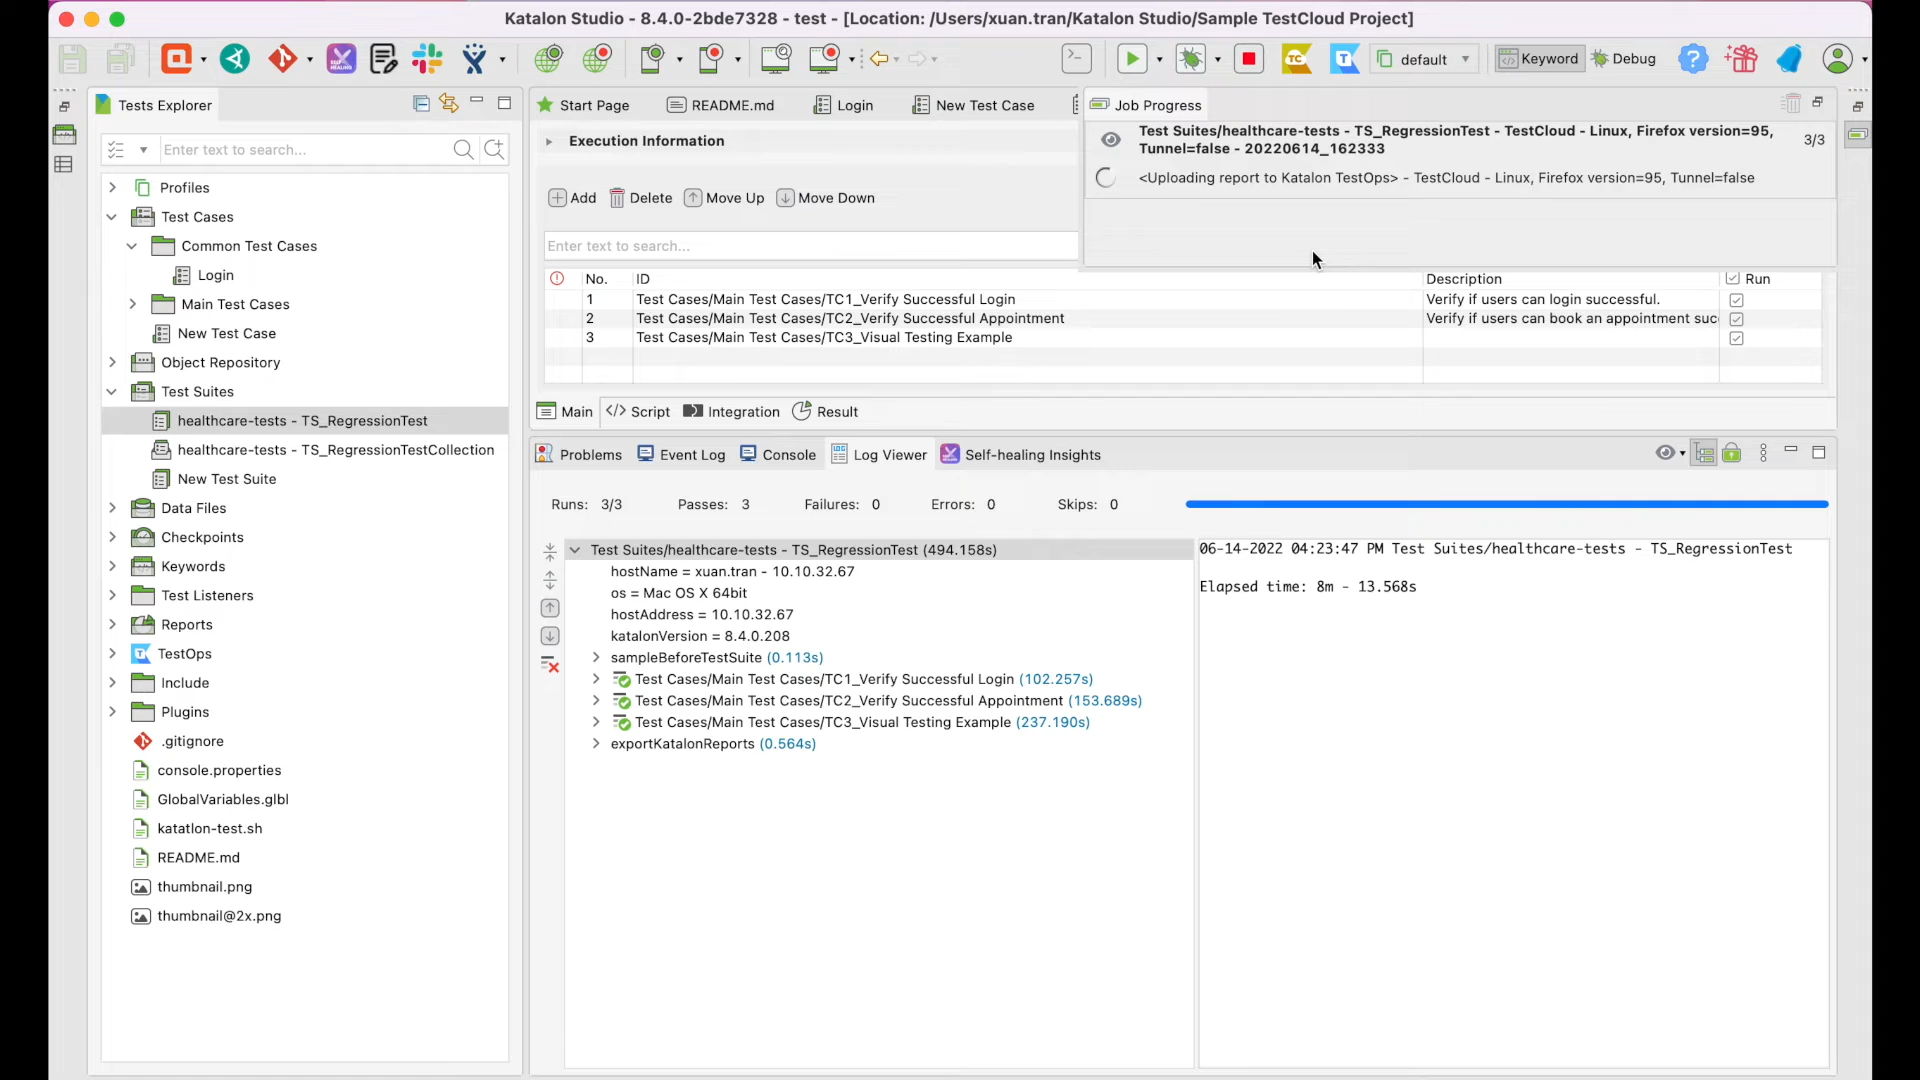 Katalon Studio - 8.4.0-2bde7328 - test - [Location: /Users/xuan.tran/Katalon Studio/Sample TestCloud Project]
default
Keyword
Debug
Tests Explorer
Enter text to search...
Profiles
Test Cases
Common Test Cases
Login
Main Test Cases
New Test Case
Object Repository
Test Suites
healthcare-tests - TS_RegressionTest
healthcare-tests - TS_RegressionTestCollection
New Test Suite
Data Files
Checkpoints
Keywords
Test Listeners
Reports
TestOps
Include
Plugins
.gitignore
console.properties
GlobalVariables.glbl
katatlon-test.sh
README.md
thumbnail.png
thumbnail@2x.png
Start Page
README.md
Login
New Test Case
Execution Information
Add
Delete
Move Up
Move Down
Enter text to search...
Job Progress
Test Suites/healthcare-tests - TS_RegressionTest - TestCloud - Linux, Firefox version=95,
Tunnel=false - 20220614_162333
3/3
<Uploading report to Katalon TestOps> - TestCloud - Linux, Firefox version=95, Tunnel=false
No. ID Description Run
1 Test Cases/Main Test Cases/TC1_Verify Successful Login Verify if users can login successful.
2 Test Cases/Main Test Cases/TC2_Verify Successful Appointment Verify if users can book an appointment suc
3 Test Cases/Main Test Cases/TC3_Visual Testing Example
Main
</> Script
Integration
Result
Problems
Event Log
Console
Log Viewer
Self-healing Insights
Runs: 3/3 Passes: 3 Failures: 0 Errors: 0 Skips: 0
Test Suites/healthcare-tests - TS_RegressionTest (494.158s)
hostName = xuan.tran - 10.10.32.67
os = Mac OS X 64bit
hostAddress = 10.10.32.67
katalonVersion = 8.4.0.208
sampleBeforeTestSuite (0.113s)
Test Cases/Main Test Cases/TC1_Verify Successful Login (102.257s)
Test Cases/Main Test Cases/TC2_Verify Successful Appointment (153.689s)
Test Cases/Main Test Cases/TC3_Visual Testing Example (237.190s)
exportKatalonReports (0.564s)
06-14-2022 04:23:47 PM Test Suites/healthcare-tests - TS_RegressionTest
Elapsed time: 8m - 13.568s